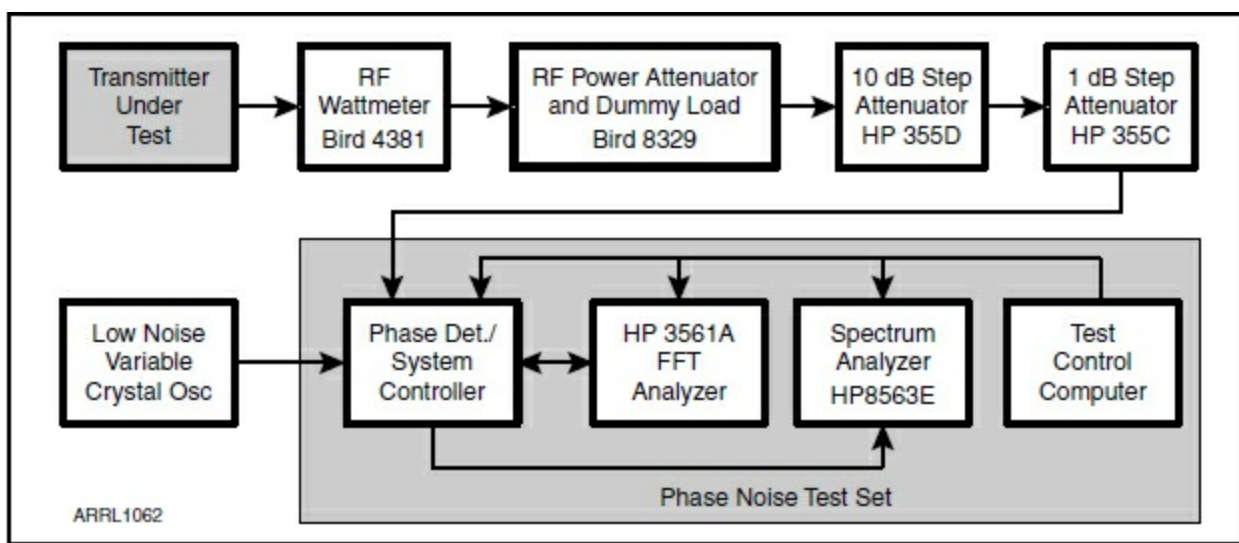 Transmitter
Under
Test
RF
Wattmeter
Bird 4381
RF Power Attenuator
and Dummy Load
Bird 8329
10 dB Step
Attenuator
HP 355D
1 dB Step
Attenuator
HP 355C
Low Noise
Variable
Crystal Osc
Phase Det./
System
Controller
HP 3561A
FFT
Analyzer
Spectrum
Analyzer
HP8563E
Test
Control
Computer
Phase Noise Test Set
ARRL1062